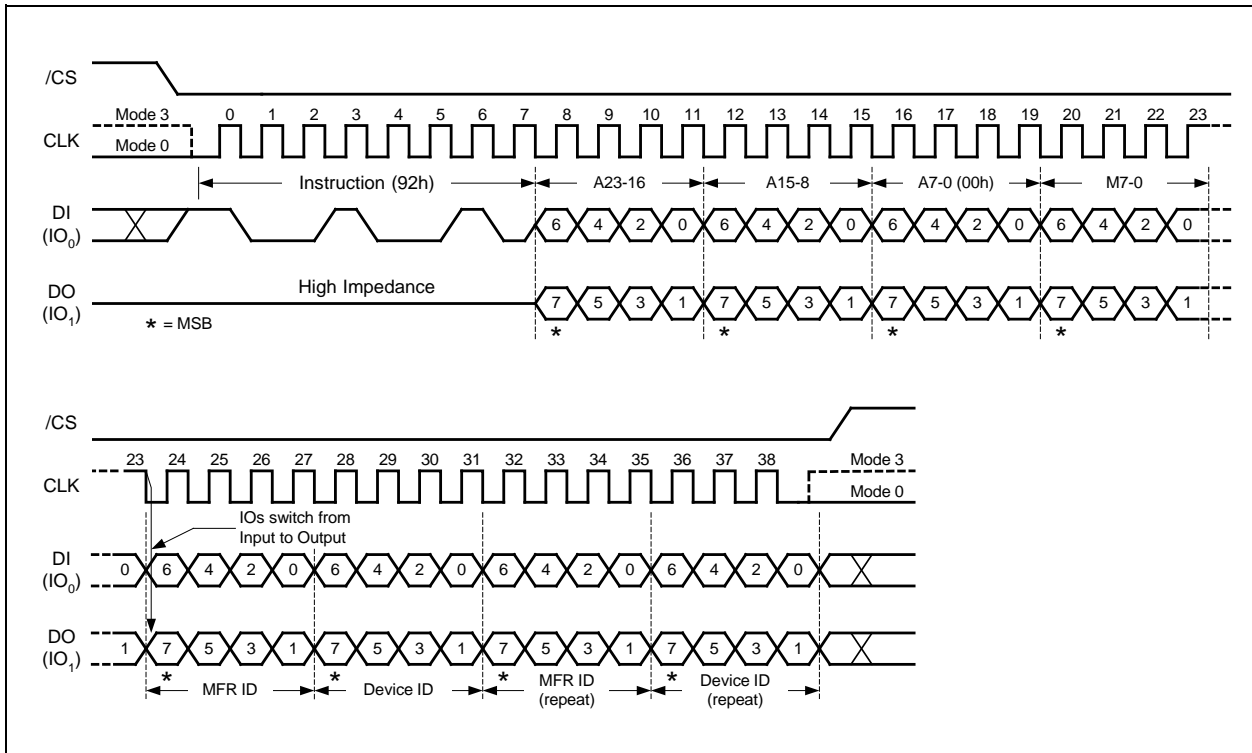 /CS
Mode 3 0 1 2 3 4 5 6 7 8 9 10 11 12 13 14 15 16 17 18 19 20 21 22 23
CLK
Mode 0
Instruction (92h) A23-16 A15-8 A7-0 (00h) M7-0
DI
(IO0) 6 4 2 0 6 4 2 0 6 4 2 0 6 4 2 0
High Impedance
DO
(IO1) 7 5 3 1 7 5 3 1 7 5 3 1 7 5 3 1
* = MSB * * * *
/CS
23 24 25 26 27 28 29 30 31 32 33 34 35 36 37 38 Mode 3
CLK
Mode 0
IOs switch from
Input to Output
DI
(IO0) 0 6 4 2 0 6 4 2 0 6 4 2 0 6 4 2 0
DO
(IO1) 1 7 5 3 1 7 5 3 1 7 5 3 1 7 5 3 1
* * * *
MFR ID Device ID MFR ID
(repeat) Device ID
(repeat)